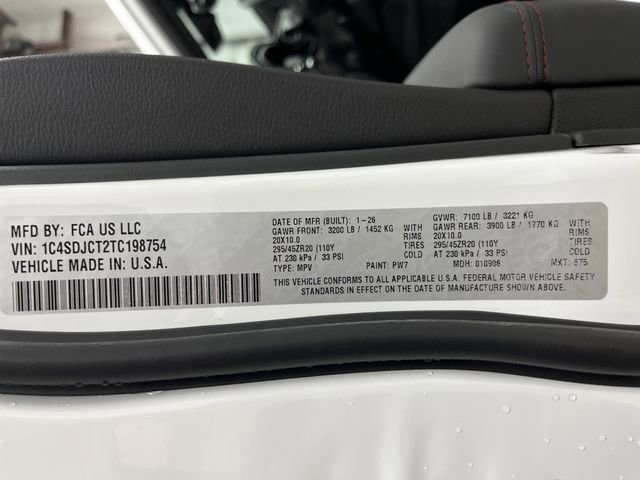 MFD BY: FCA US LLC
VIN: 1C4SDJCT2TC198754
VEHICLE MADE IN: U.S.A.
DATE OF MFR (BUILT): 1-26 GVWR: 7100 LB / 3221 KG
GAWR FRONT: 3200 LB / 1452 KG WITH GAWR REAR: 3900 LB / 1770 KG WITH
20X10.0 RIMS 20X10.0 RIMS
295/45ZR20 (110Y TIRES 295/45ZR20 (110Y TIRES
AT 230 kPa / 33 PSI COLD AT 230 kPa / 33 PSI COLD
TYPE: MPV PAINT: PW7 MDH: 010906 MKT: 875
THIS VEHICLE CONFORMS TO ALL APPLICABLE U.S.A. FEDERAL MOTOR VEHICLE SAFETY
STANDARDS IN EFFECT ON THE DATE OF MANUFACTURE SHOWN ABOVE.